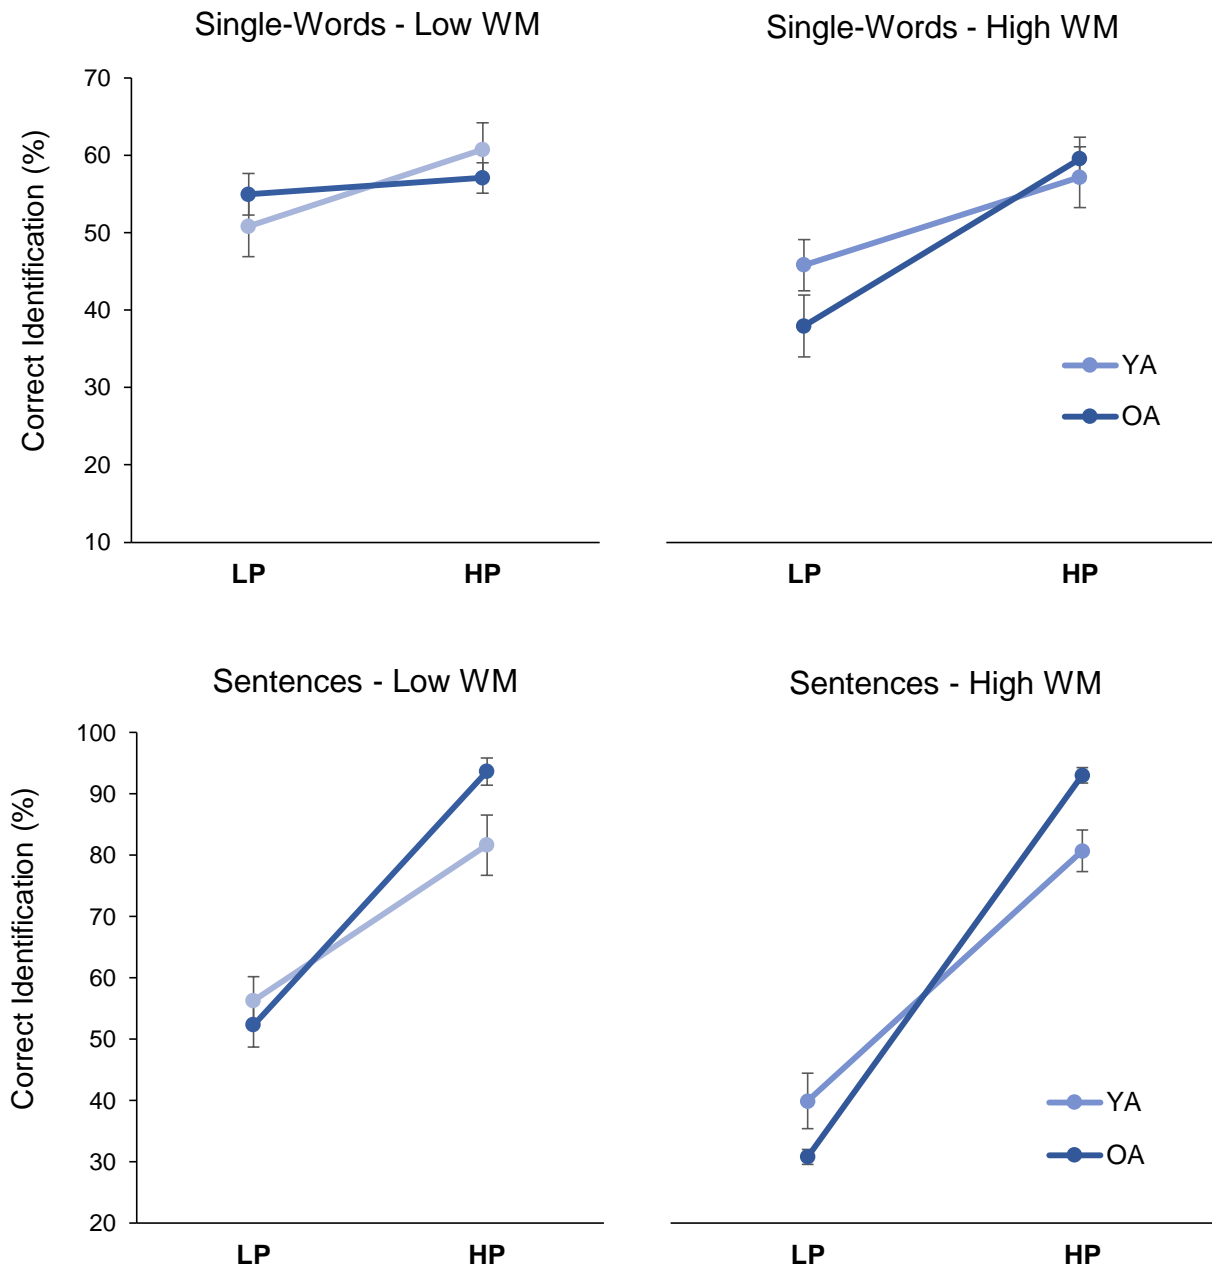 Single-Words - Low WM
Single-Words - High WM
Correct Identification (%)
70
60
50
40
30
20
10
LP
HP
YA
OA
LP
HP
Sentences - Low WM
Sentences - High WM
Correct Identification (%)
100
90
80
70
60
50
40
30
20
LP
HP
YA
OA
LP
HP